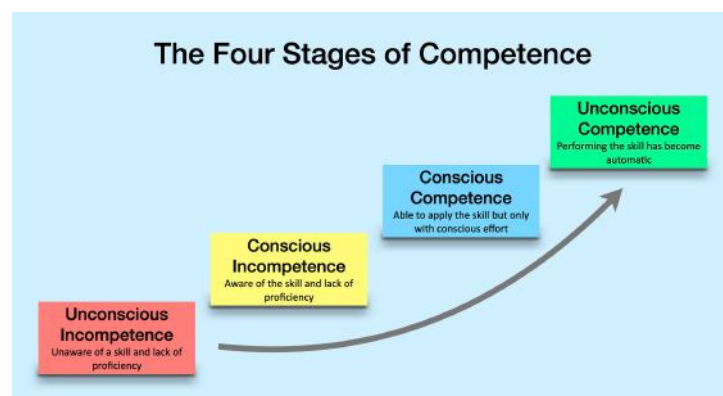 The Four Stages of Competence
Unconscious
Competence
Performing the skill has become
automatic
Conscious
Competence
Able to apply the skill but only
with conscious effort
Conscious
Incompetence
Aware of the skill and lack of
proficiency
Unconscious
Incompetence
Unaware of a skill and lack of
proficiency